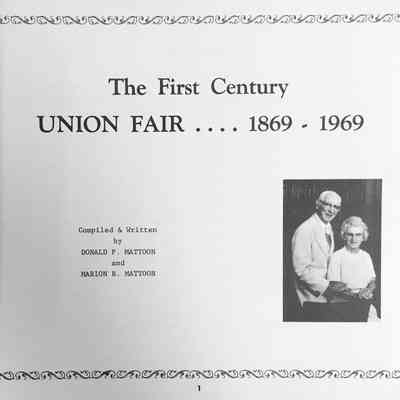 The First Century
UNION FAIR .... 1869 - 1969
Compiled & Written
by
DONALD P. MATTOON
and
MARION B. MATTOON
1